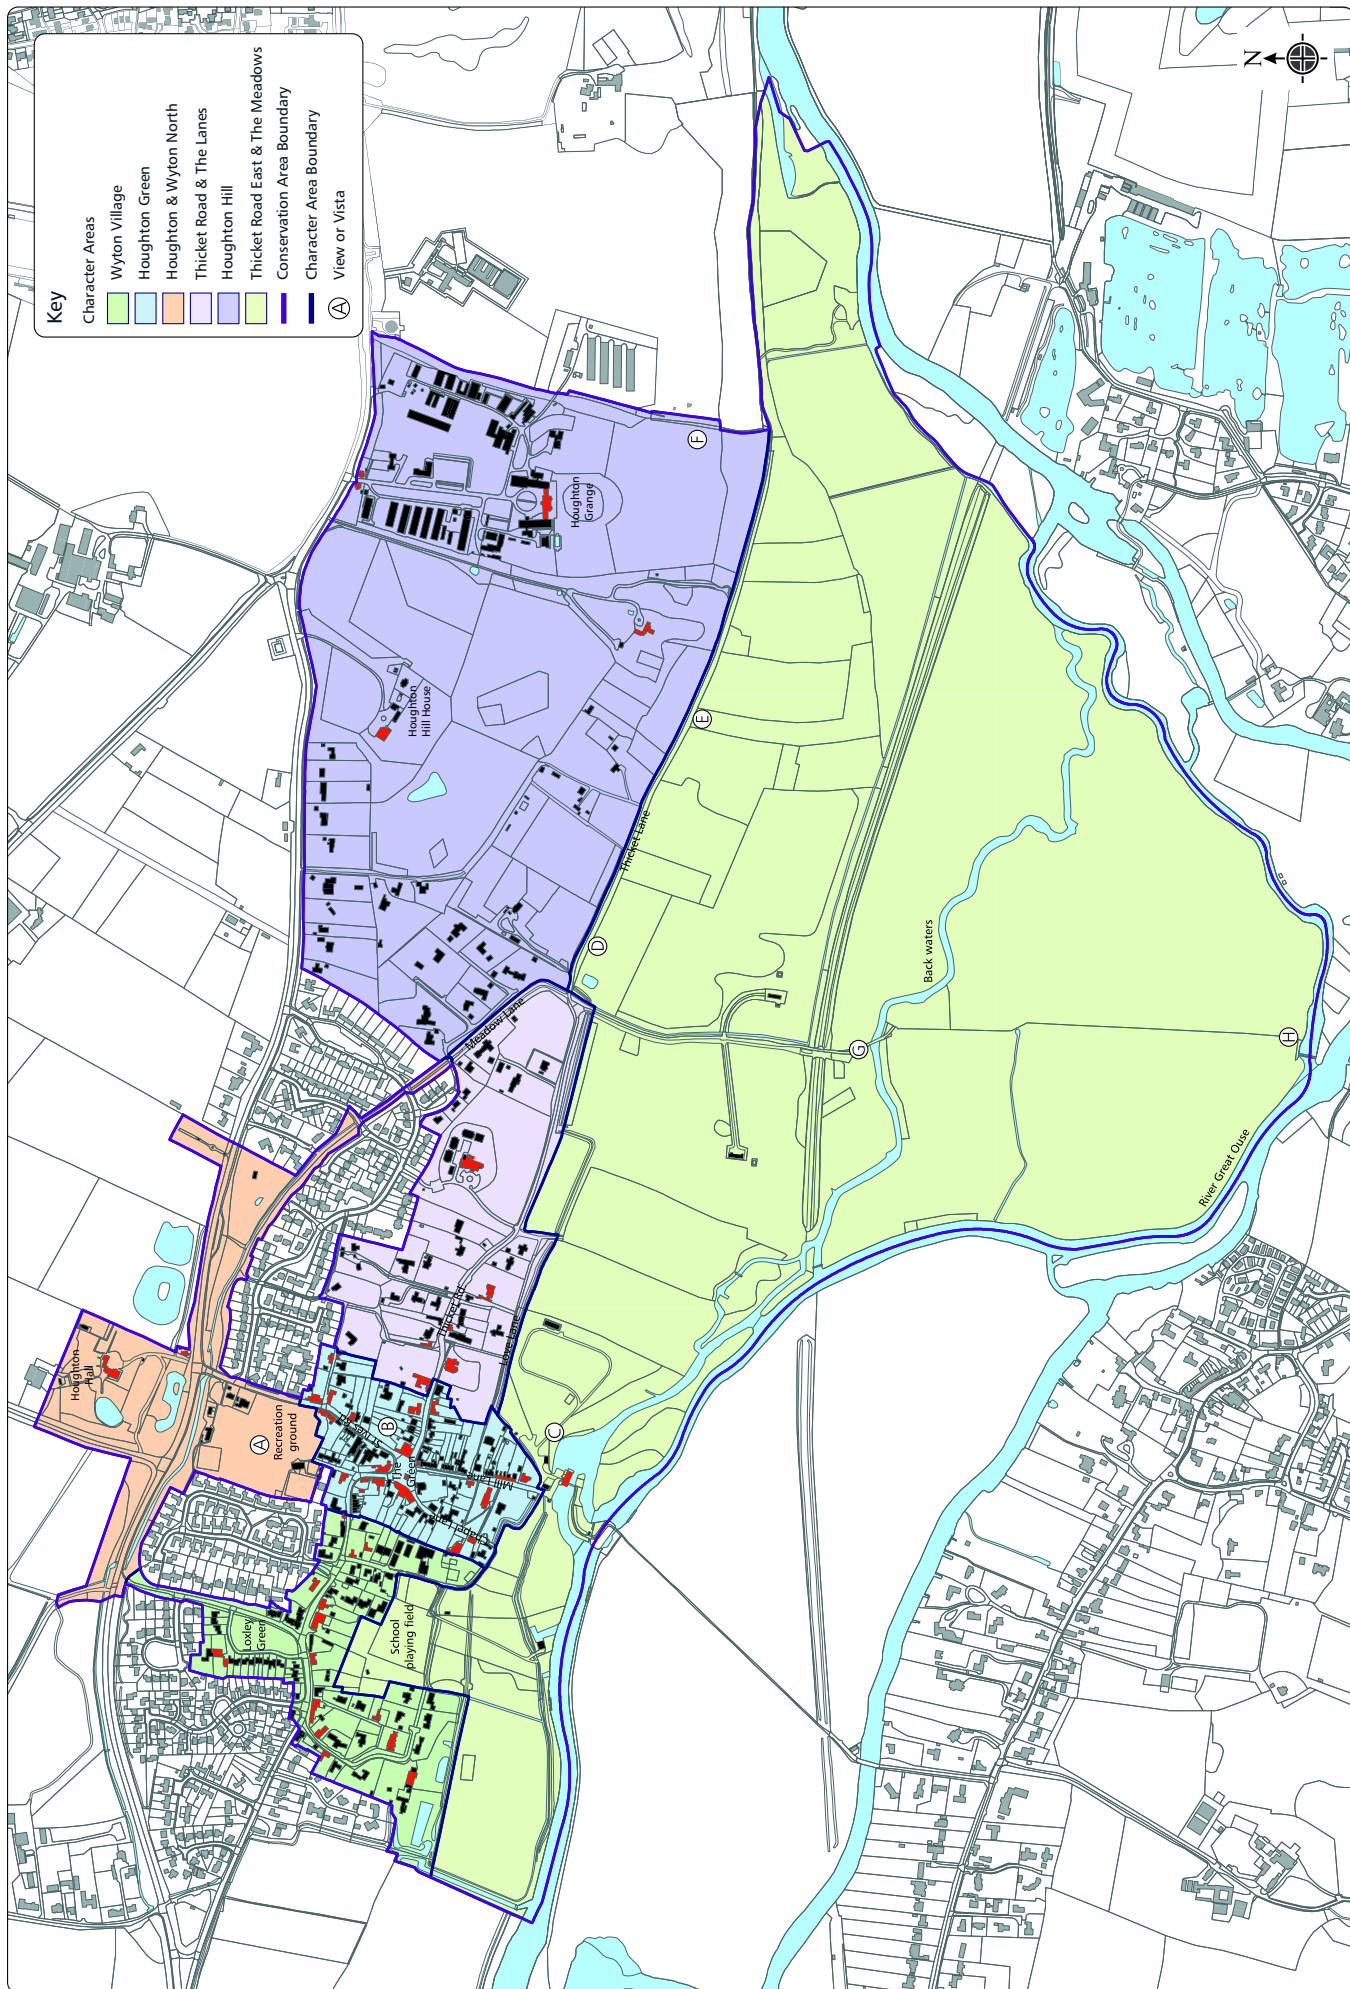 Key
Character Areas
Wyton Village
Houghton Green
Houghton & Wyton North
Thicket Road & The Lanes
Houghton Hill
Thicket Road East & The Meadows
Conservation Area Boundary
Character Area Boundary
A View or Vista
N
Houghton
Hall
A
Recreation
ground
Loxley
Green
School
playing field
B
The
Green
Mill Lane
Chapel Lane
C
Love Lane
Thicket Rd
Meadow Lane
D
Thicket Lane
E
F
Houghton
Hill House
Houghton
Grange
G
Back waters
H
River Great Ouse